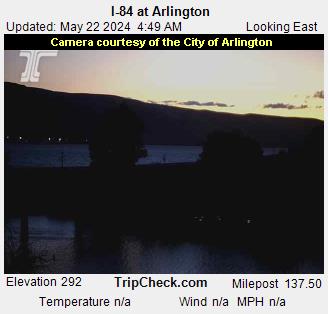 I-84 at Arlington
Updated: May 22 2024 4:49 AM Looking East
Camera courtesy of the City of Arlington
Elevation 292 TripCheck.com Milepost 137.50
Temperature n/a Wind n/a MPH n/a